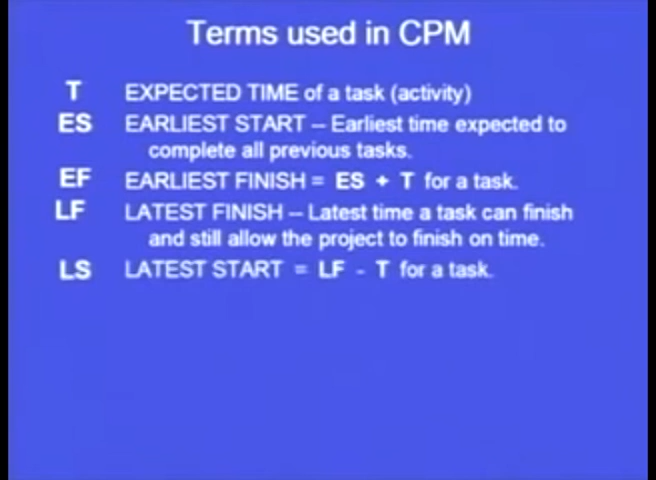 Terms used in CPM
T EXPECTED TIME of a task (activity)
ES EARLIEST START – Earliest time expected to
complete all previous tasks.
EF EARLIEST FINISH = ES + T for a task.
LF LATEST FINISH – Latest time a task can finish
and still allow the project to finish on time.
LS LATEST START = LF - T for a task.